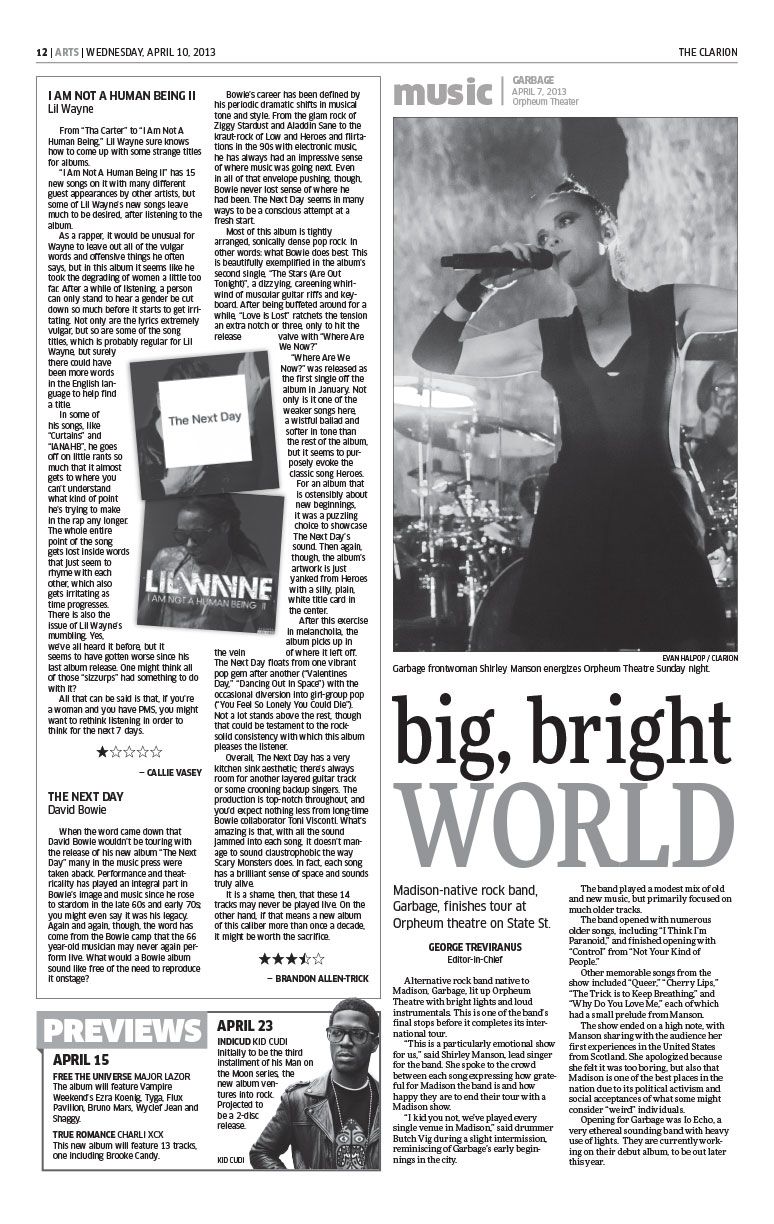 12 | ARTS | WEDNESDAY, APRIL 10, 2013
THE CLARION
I AM NOT A HUMAN BEING II
Lil Wayne
From "Tha Carter" to "I Am Not A
Human Being," Lil Wayne sure knows
how to come up with some strange titles
for albums.
"I Am Not A Human Being II" has 15
new songs on it with many different
guest appearances by other artists, but
some of Lil Wayne's new songs leave
much to be desired, after listening to the
album.
As a rapper, it would be unusual for
Wayne to leave out all of the vulgar
words and offensive things he often
says, but in this album it seems like he
took the degrading of women a little too
far. After a while of listening, a person
can only stand to hear a gender be cut
down so much before it starts to get irri-
tating. Not only are the lyrics extremely
vulgar, but so are some of the song
titles, which is probably regular for Lil
Wayne, but surely
there could have
been more words
in the English lan-
guage to help find
a title.
In some of
his songs, like
"Curtains" and
"IANAHB", he goes
off on little rants so
much that it almost
gets to where you
can't understand
what kind of point
he's trying to make
in the rap any longer.
The whole entire
point of the song
gets lost inside words
that just seem to
rhyme with each
other, which also
gets irritating as
time progresses.
There is also the
issue of Lil Wayne's
mumbling. Yes,
we've all heard it before, but it
seems to have gotten worse since his
last album release. One might think all
of those "sizzurps" had something to do
with it?
All that can be said is that, if you're
a woman and you have PMS, you might
want to rethink listening in order to
think for the next 7 days.
★☆☆☆☆
– CALLIE VASEY
THE NEXT DAY
David Bowie
When the word came down that
David Bowie wouldn't be touring with
the release of his new album "The Next
Day" many in the music press were
taken aback. Performance and theat-
ricality has played an integral part in
Bowie's image and music since he rose
to stardom in the late 60s and early 70s;
you might even say it was his legacy.
Again and again, though, the word has
come from the Bowie camp that the 66
year-old musician may never again per-
form live. What would a Bowie album
sound like free of the need to reproduce
it onstage?
Bowie's career has been defined by
his periodic dramatic shifts in musical
tone and style. From the glam rock of
Ziggy Stardust and Aladdin Sane to the
kraut-rock of Low and Heroes and flirta-
tions in the 90s with electronic music,
he has always had an impressive sense
of where music was going next. Even
in all of that envelope pushing, though,
Bowie never lost sense of where he
had been. The Next Day seems in many
ways to be a conscious attempt at a
fresh start.
Most of this album is tightly
arranged, sonically dense pop rock. In
other words: what Bowie does best. This
is beautifully exemplified in the album's
second single, "The Stars (Are Out
Tonight)", a dizzying, careening whirl-
wind of muscular guitar riffs and key-
board. After being buffeted around for a
while, "Love is Lost" ratchets the tension
an extra notch or three, only to hit the
release valve with "Where Are
We Now?"
"Where Are We
Now?" was released as
the first single off the
album in January. Not
only is it one of the
weaker songs here,
a wistful ballad and
softer in tone than
the rest of the album,
but it seems to pur-
posely evoke the
classic song Heroes.
For an album that
is ostensibly about
new beginnings,
it was a puzzling
choice to showcase
The Next Day's
sound. Then again,
though, the album's
artwork is just
yanked from Heroes
with a silly, plain,
white title card in
the center.
After this exercise
in melancholia, the
album picks up in
the vein of where it left off.
The Next Day floats from one vibrant
pop gem after another ("Valentines
Day," "Dancing Out in Space") with the
occasional diversion into girl-group pop
("You Feel So Lonely You Could Die").
Not a lot stands above the rest, though
that could be testament to the rock-
solid consistency with which this album
pleases the listener.
Overall, The Next Day has a very
kitchen sink aesthetic; there's always
room for another layered guitar track
or some crooning backup singers. The
production is top-notch throughout, and
you'd expect nothing less from long-time
Bowie collaborator Toni Visconti. What's
amazing is that, with all the sound
jammed into each song, it doesn't man-
age to sound claustrophobic the way
Scary Monsters does. In fact, each song
has a brilliant sense of space and sounds
truly alive.
It is a shame, then, that these 14
tracks may never be played live. On the
other hand, if that means a new album
of this caliber more than once a decade,
it might be worth the sacrifice.
– BRANDON ALLEN-TRICK
The Next Day
LIL WAYNE
I AM NOT A HUMAN BEING II
PREVIEWS
APRIL 15
FREE THE UNIVERSE MAJOR LAZOR
The album will feature Vampire
Weekend's Ezra Koenig, Tyga, Flux
Pavilion, Bruno Mars, Wyclef Jean and
Shaggy.
TRUE ROMANCE CHARLI XCX
This new album will feature 13 tracks,
one including Brooke Candy.
APRIL 23
INDICUD KID CUDI
Initially to be the third
installment of his Man on
the Moon series, the
new album ven-
tures into rock.
Projected to
be a 2-disc
release.
KID CUDI
music
GARBAGE
APRIL 7, 2013
Orpheum Theater
EVAN HALPOP / CLARION
Garbage frontwoman Shirley Manson energizes Orpheum Theatre Sunday night.
big, bright
WORLD
Madison-native rock band,
Garbage, finishes tour at
Orpheum theatre on State St.
GEORGE TREVIRANUS
Editor-in-Chief
Alternative rock band native to
Madison, Garbage, lit up Orpheum
Theatre with bright lights and loud
instrumentals. This is one of the band's
final stops before it completes its inter-
national tour.
"This is a particularly emotional show
for us," said Shirley Manson, lead singer
for the band. She spoke to the crowd
between each song expressing how grate-
ful for Madison the band is and how
happy they are to end their tour with a
Madison show.
"I kid you not, we've played every
single venue in Madison," said drummer
Butch Vig during a slight intermission,
reminiscing of Garbage's early begin-
nings in the city.
The band played a modest mix of old
and new music, but primarily focused on
much older tracks.
The band opened with numerous
older songs, including "I Think I'm
Paranoid," and finished opening with
"Control" from "Not Your Kind of
People."
Other memorable songs from the
show included "Queer," "Cherry Lips,"
"The Trick is to Keep Breathing," and
"Why Do You Love Me," each of which
had a small prelude from Manson.
The show ended on a high note, with
Manson sharing with the audience her
first experiences in the United States
from Scotland. She apologized because
she felt it was too boring, but also that
Madison is one of the best places in the
nation due to its political activism and
social acceptances of what some might
consider "weird" individuals.
Opening for Garbage was Io Echo, a
very ethereal sounding band with heavy
use of lights. They are currently work-
ing on their debut album, to be out later
this year.